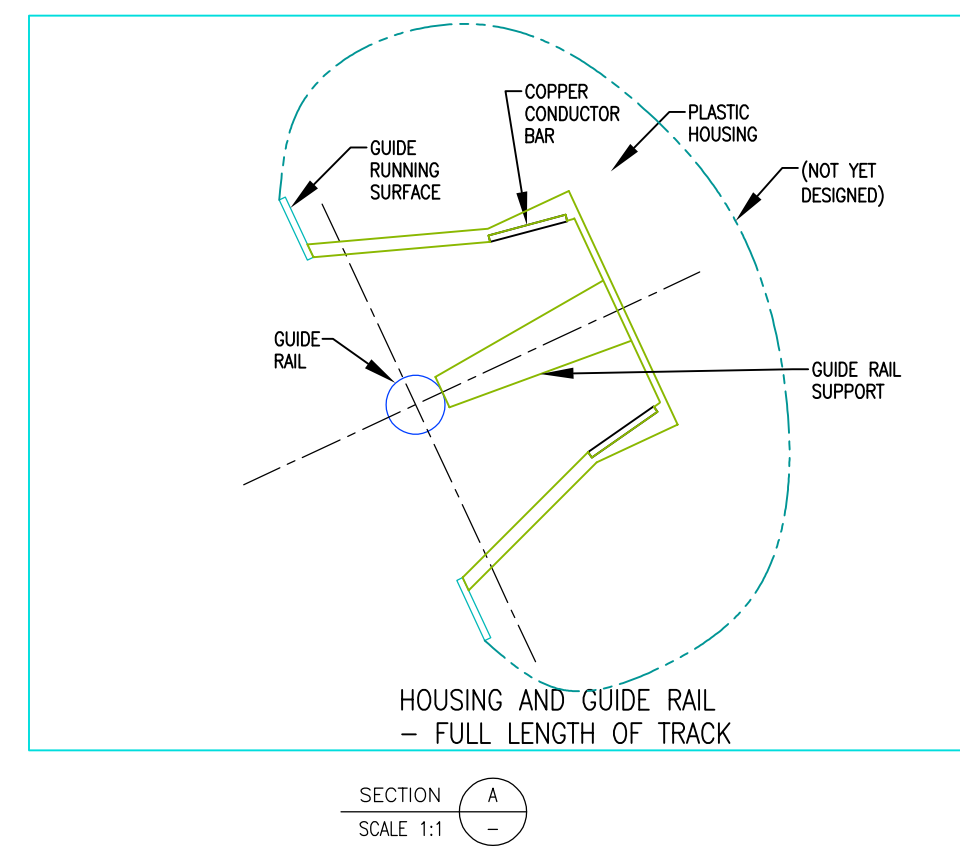 COPPER
CONDUCTOR
BAR
PLASTIC
HOUSING
GUIDE
RUNNING
SURFACE
(NOT YET
DESIGNED)
GUIDE
RAIL
GUIDE RAIL
SUPPORT
HOUSING AND GUIDE RAIL
– FULL LENGTH OF TRACK
SECTION A
SCALE 1:1 –